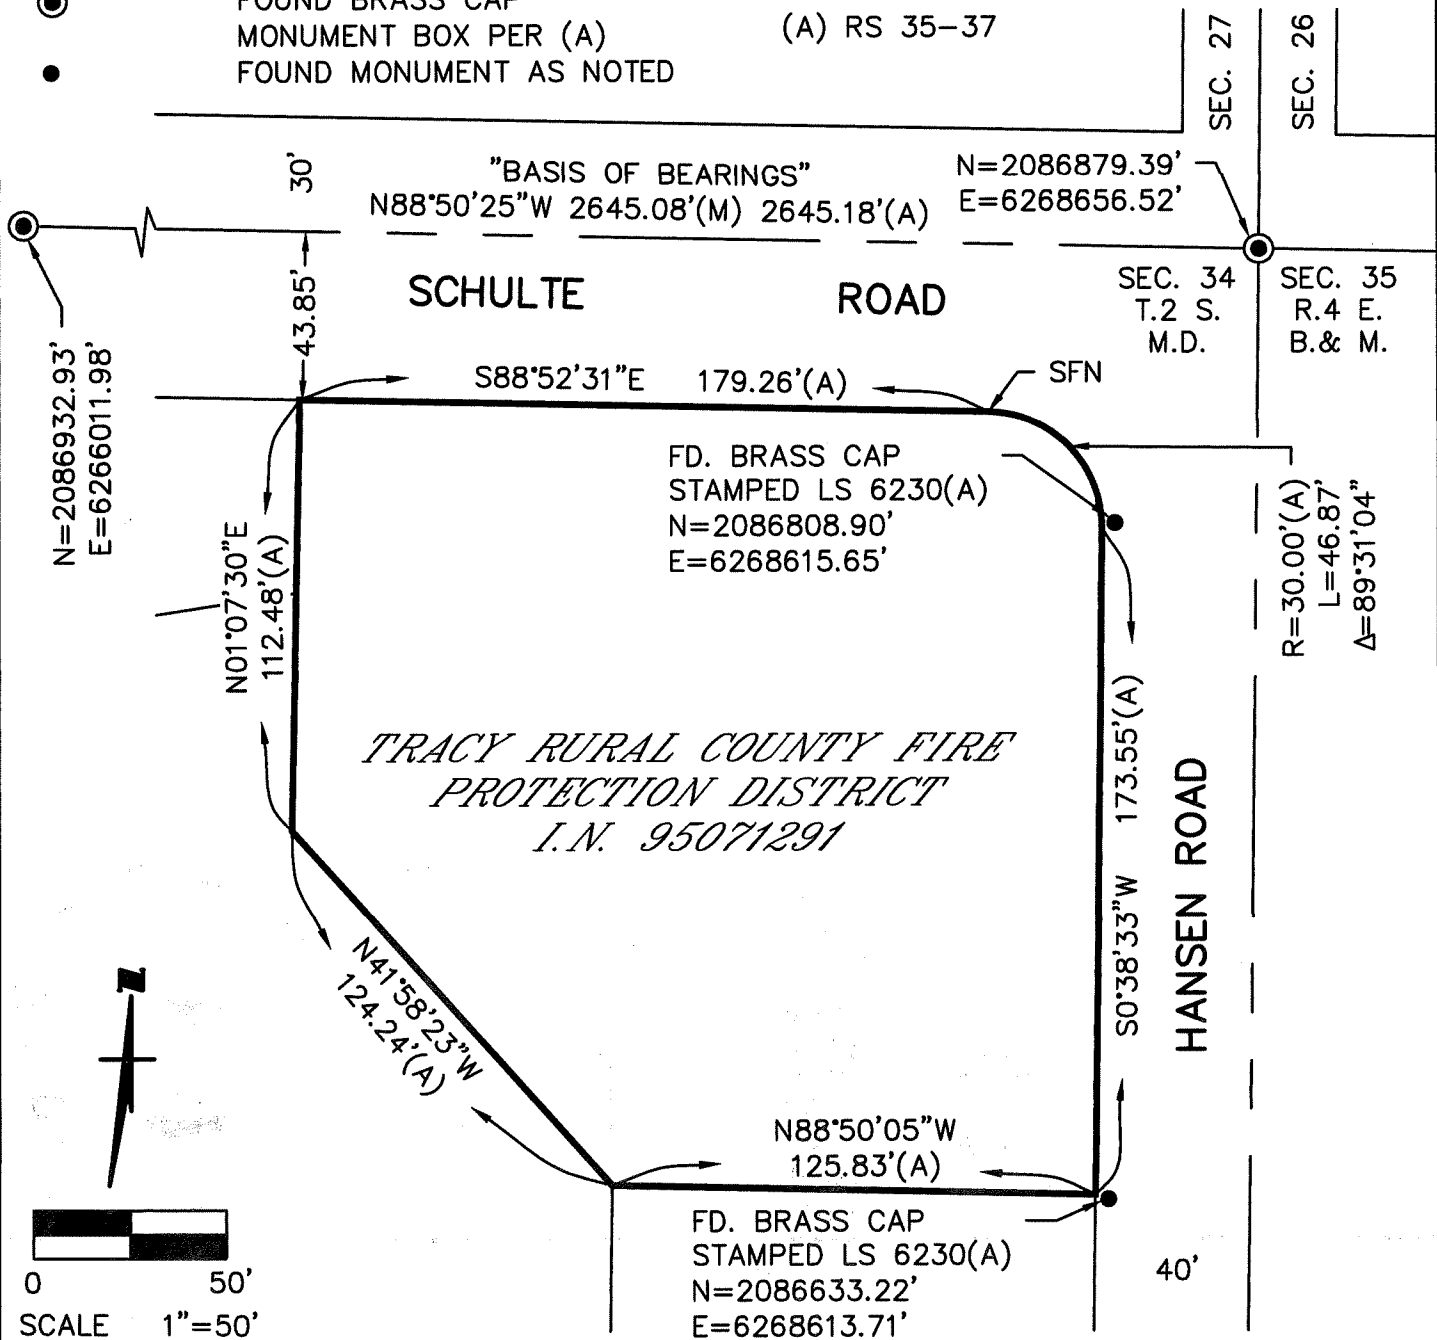 FOUND BRASS CAP
MONUMENT BOX PER (A)
FOUND MONUMENT AS NOTED
(A) RS 35-37
SEC. 27
SEC. 26
30'
"BASIS OF BEARINGS"
N88°50'25"W 2645.08'(M) 2645.18'(A)
N=2086879.39'
E=6268656.52'
43.85'
SCHULTE ROAD
SEC. 34
T.2 S.
M.D.
SEC. 35
R.4 E.
B.& M.
N=2086932.93'
E=6266011.98'
S88°52'31"E 179.26'(A)
SFN
FD. BRASS CAP
STAMPED LS 6230(A)
N=2086808.90'
E=6268615.65'
R=30.00'(A)
L=46.87'
Δ=89°31'04"
N01°07'30"E
112.48'(A)
TRACY RURAL COUNTY FIRE
PROTECTION DISTRICT
I.N. 95071291
S0°38'33"W 173.55'(A)
HANSEN ROAD
N41°58'23"W
124.24'(A)
N
N88°50'05"W
125.83'(A)
FD. BRASS CAP
STAMPED LS 6230(A)
N=2086633.22'
E=6268613.71'
40'
0 50'
SCALE 1"=50'